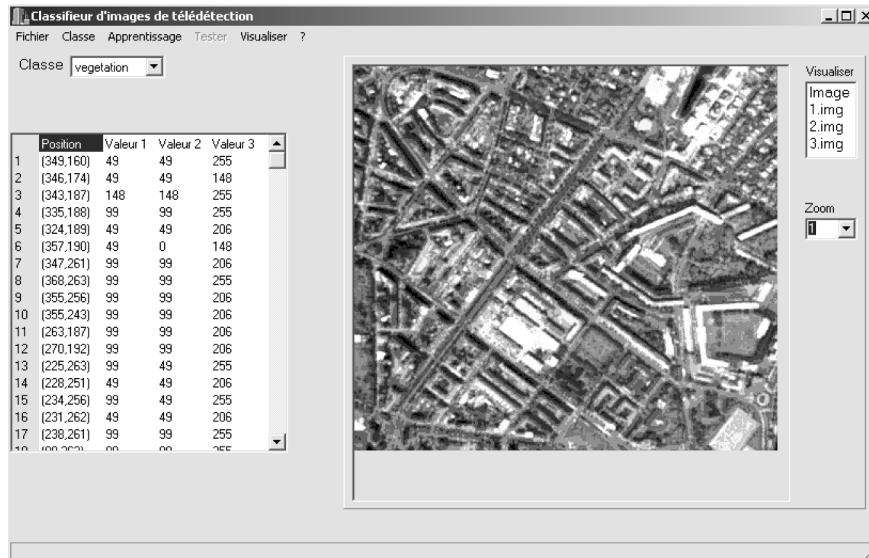 Classifieur d'images de télédétection
Fichier Classe Apprentissage Tester Visualiser ?
Classe vegetation
Visualiser
Image
1.img
2.img
3.img
Zoom
1
Position Valeur 1 Valeur 2 Valeur 3
1 (349,160) 49 49 255
2 (346,174) 49 49 148
3 (343,187) 148 148 255
4 (335,188) 99 99 255
5 (324,189) 49 49 206
6 (357,190) 49 0 148
7 (347,261) 99 99 206
8 (368,263) 99 99 255
9 (355,256) 99 99 206
10 (355,243) 99 99 206
11 (263,187) 99 99 206
12 (270,192) 99 99 206
13 (225,263) 99 49 255
14 (228,251) 49 49 206
15 (234,256) 99 49 255
16 (231,262) 49 49 206
17 (238,261) 99 99 255